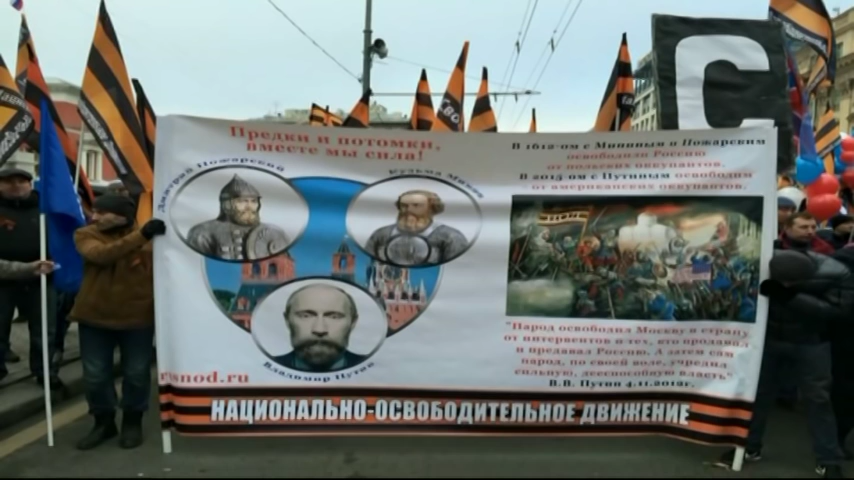 Предки и потомки,
вместе мы сила!
Дмитрий Пожарский
Кузьма Минин
Владимир Путин
rusnod.ru
В 1612-ом с Мининым и Пожарским
освободили Россию
от польских оккупантов.
В 2015-ом с Путиным освободим
от американских оккупантов.
"Народ освободил Москву и страну
от интервентов и тех, кто продавал
и предавал Россию. А затем сам
народ, по своей воле, учредил
сильную, дееспособную власть"
В.В. Путин 4.11.2012г.
НАЦИОНАЛЬНО-ОСВОБОДИТЕЛЬНОЕ ДВИЖЕНИЕ
С